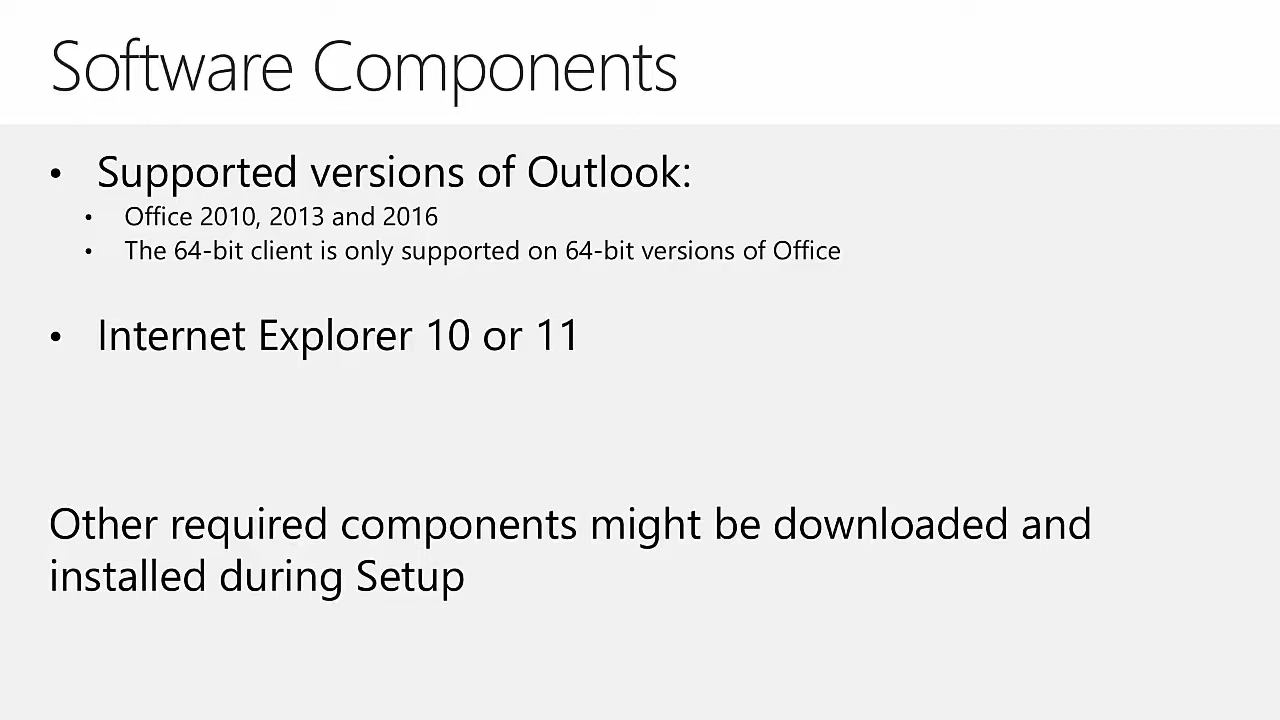 Software Components
• Supported versions of Outlook:
• Office 2010, 2013 and 2016
• The 64-bit client is only supported on 64-bit versions of Office
• Internet Explorer 10 or 11
Other required components might be downloaded and
installed during Setup